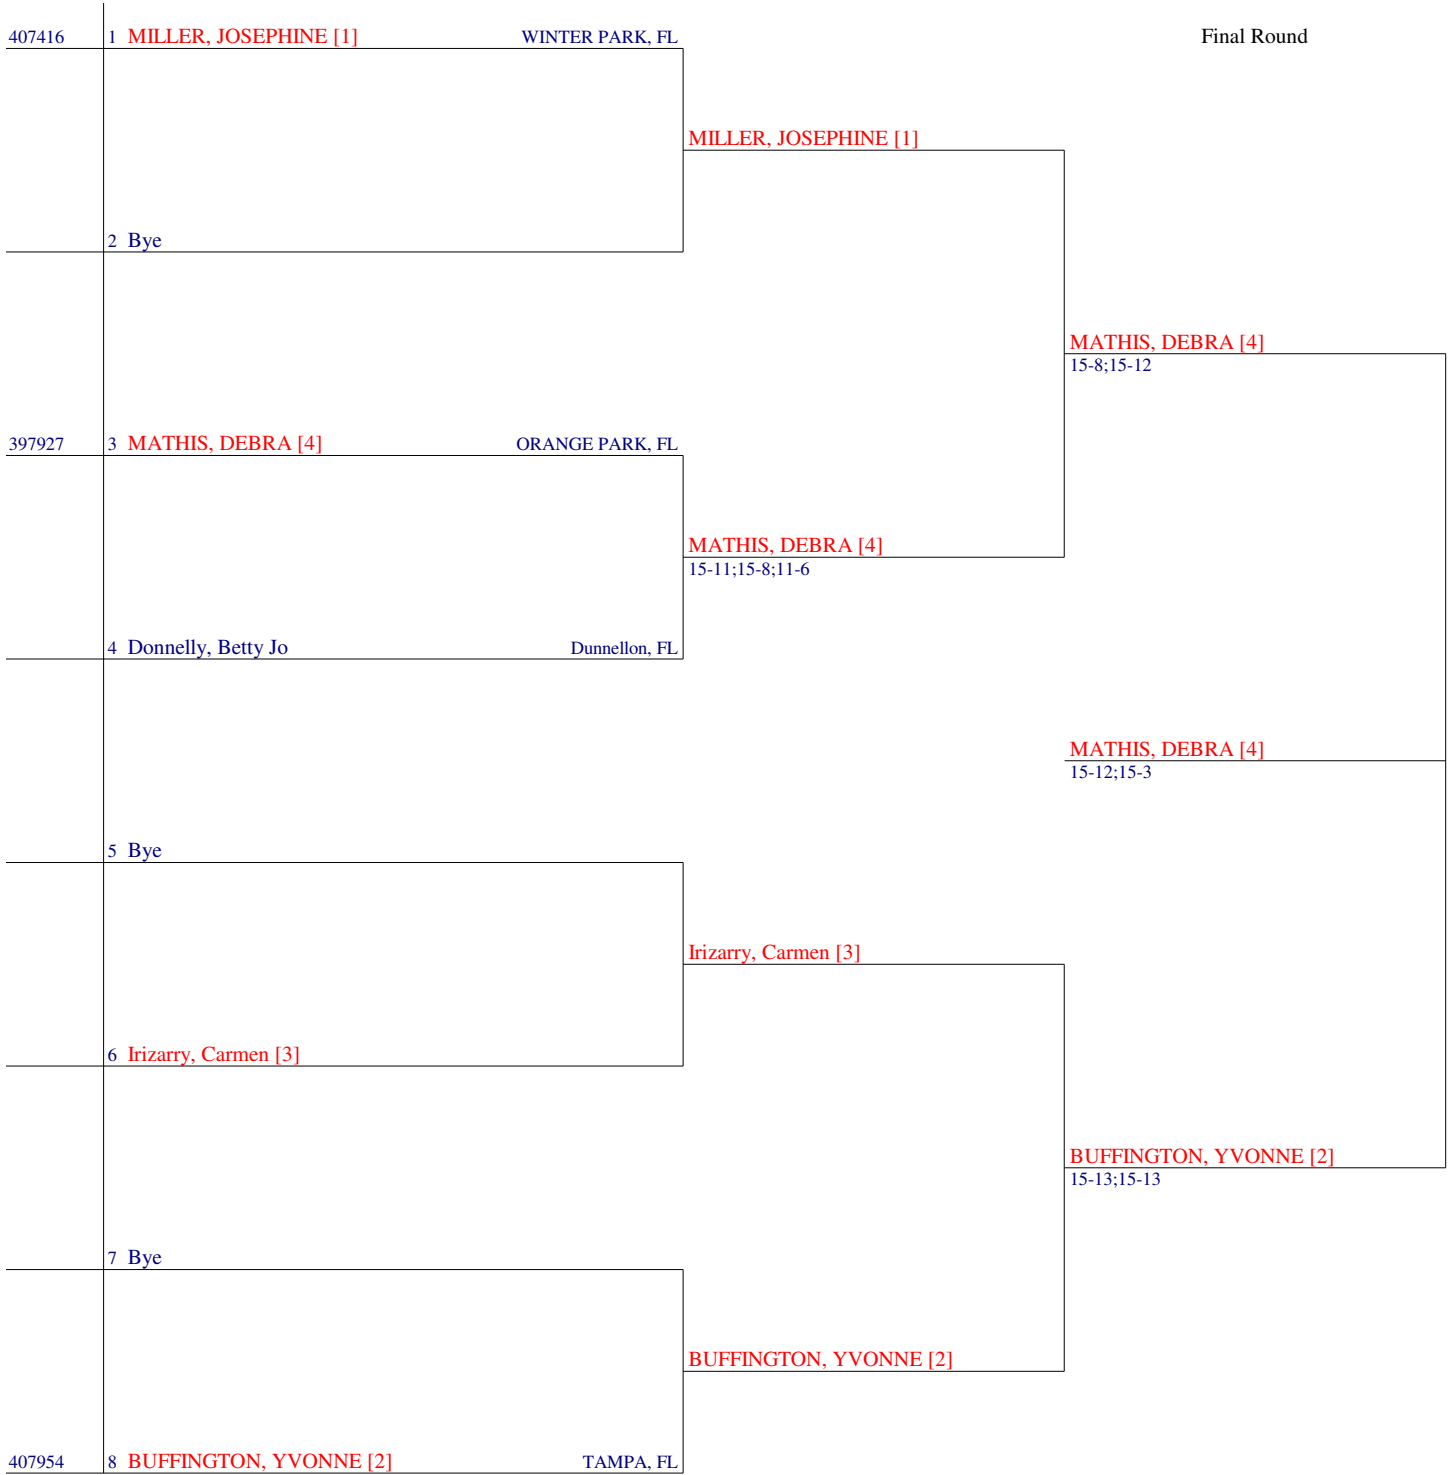 407416 1 MILLER, JOSEPHINE [1] WINTER PARK, FL Final Round
MILLER, JOSEPHINE [1]
2 Bye
MATHIS, DEBRA [4]
15-8;15-12
397927 3 MATHIS, DEBRA [4] ORANGE PARK, FL
MATHIS, DEBRA [4]
15-11;15-8;11-6
4 Donnelly, Betty Jo Dunnellon, FL
MATHIS, DEBRA [4]
15-12;15-3
5 Bye
Irizarry, Carmen [3]
6 Irizarry, Carmen [3]
BUFFINGTON, YVONNE [2]
15-13;15-13
7 Bye
BUFFINGTON, YVONNE [2]
407954 8 BUFFINGTON, YVONNE [2] TAMPA, FL